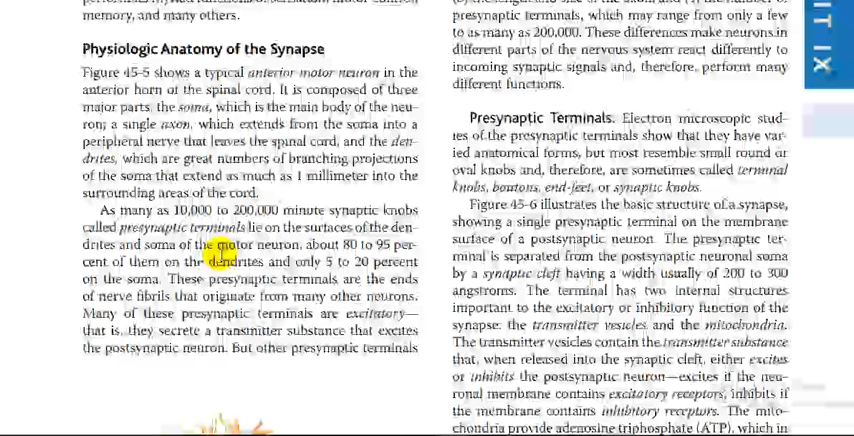 memory, and many others.
Physiologic Anatomy of the Synapse
Figure 45-5 shows a typical anterior motor neuron in the
anterior horn of the spinal cord. It is composed of three
major parts: the soma, which is the main body of the neu-
ron; a single axon, which extends from the soma into a
peripheral nerve that leaves the spinal cord; and the den-
drites, which are great numbers of branching projections
of the soma that extend as much as 1 millimeter into the
surrounding areas of the cord.
As many as 10,000 to 200,000 minute synaptic knobs
called presynaptic terminals lie on the surfaces of the den-
drites and soma of the motor neuron, about 80 to 95 per-
cent of them on the dendrites and only 5 to 20 percent
on the soma. These presynaptic terminals are the ends
of nerve fibrils that originate from many other neurons.
Many of these presynaptic terminals are excitatory—
that is, they secrete a transmitter substance that excites
the postsynaptic neuron. But other presynaptic terminals
presynaptic terminals, which may range from only a few
to as many as 200,000. These differences make neurons in
different parts of the nervous system react differently to
incoming synaptic signals and, therefore, perform many
different functions.
Presynaptic Terminals. Electron microscopic stud-
ies of the presynaptic terminals show that they have var-
ied anatomical forms, but most resemble small round or
oval knobs and, therefore, are sometimes called terminal
knobs, boutons, end-feet, or synaptic knobs.
Figure 45-6 illustrates the basic structure of a synapse,
showing a single presynaptic terminal on the membrane
surface of a postsynaptic neuron. The presynaptic ter-
minal is separated from the postsynaptic neuronal soma
by a synaptic cleft having a width usually of 200 to 300
angstroms. The terminal has two internal structures
important to the excitatory or inhibitory function of the
synapse: the transmitter vesicles and the mitochondria.
The transmitter vesicles contain the transmitter substance
that, when released into the synaptic cleft, either excites
or inhibits the postsynaptic neuron—excites if the neu-
ronal membrane contains excitatory receptors, inhibits if
the membrane contains inhibitory receptors. The mito-
chondria provide adenosine triphosphate (ATP), which in
IT IX